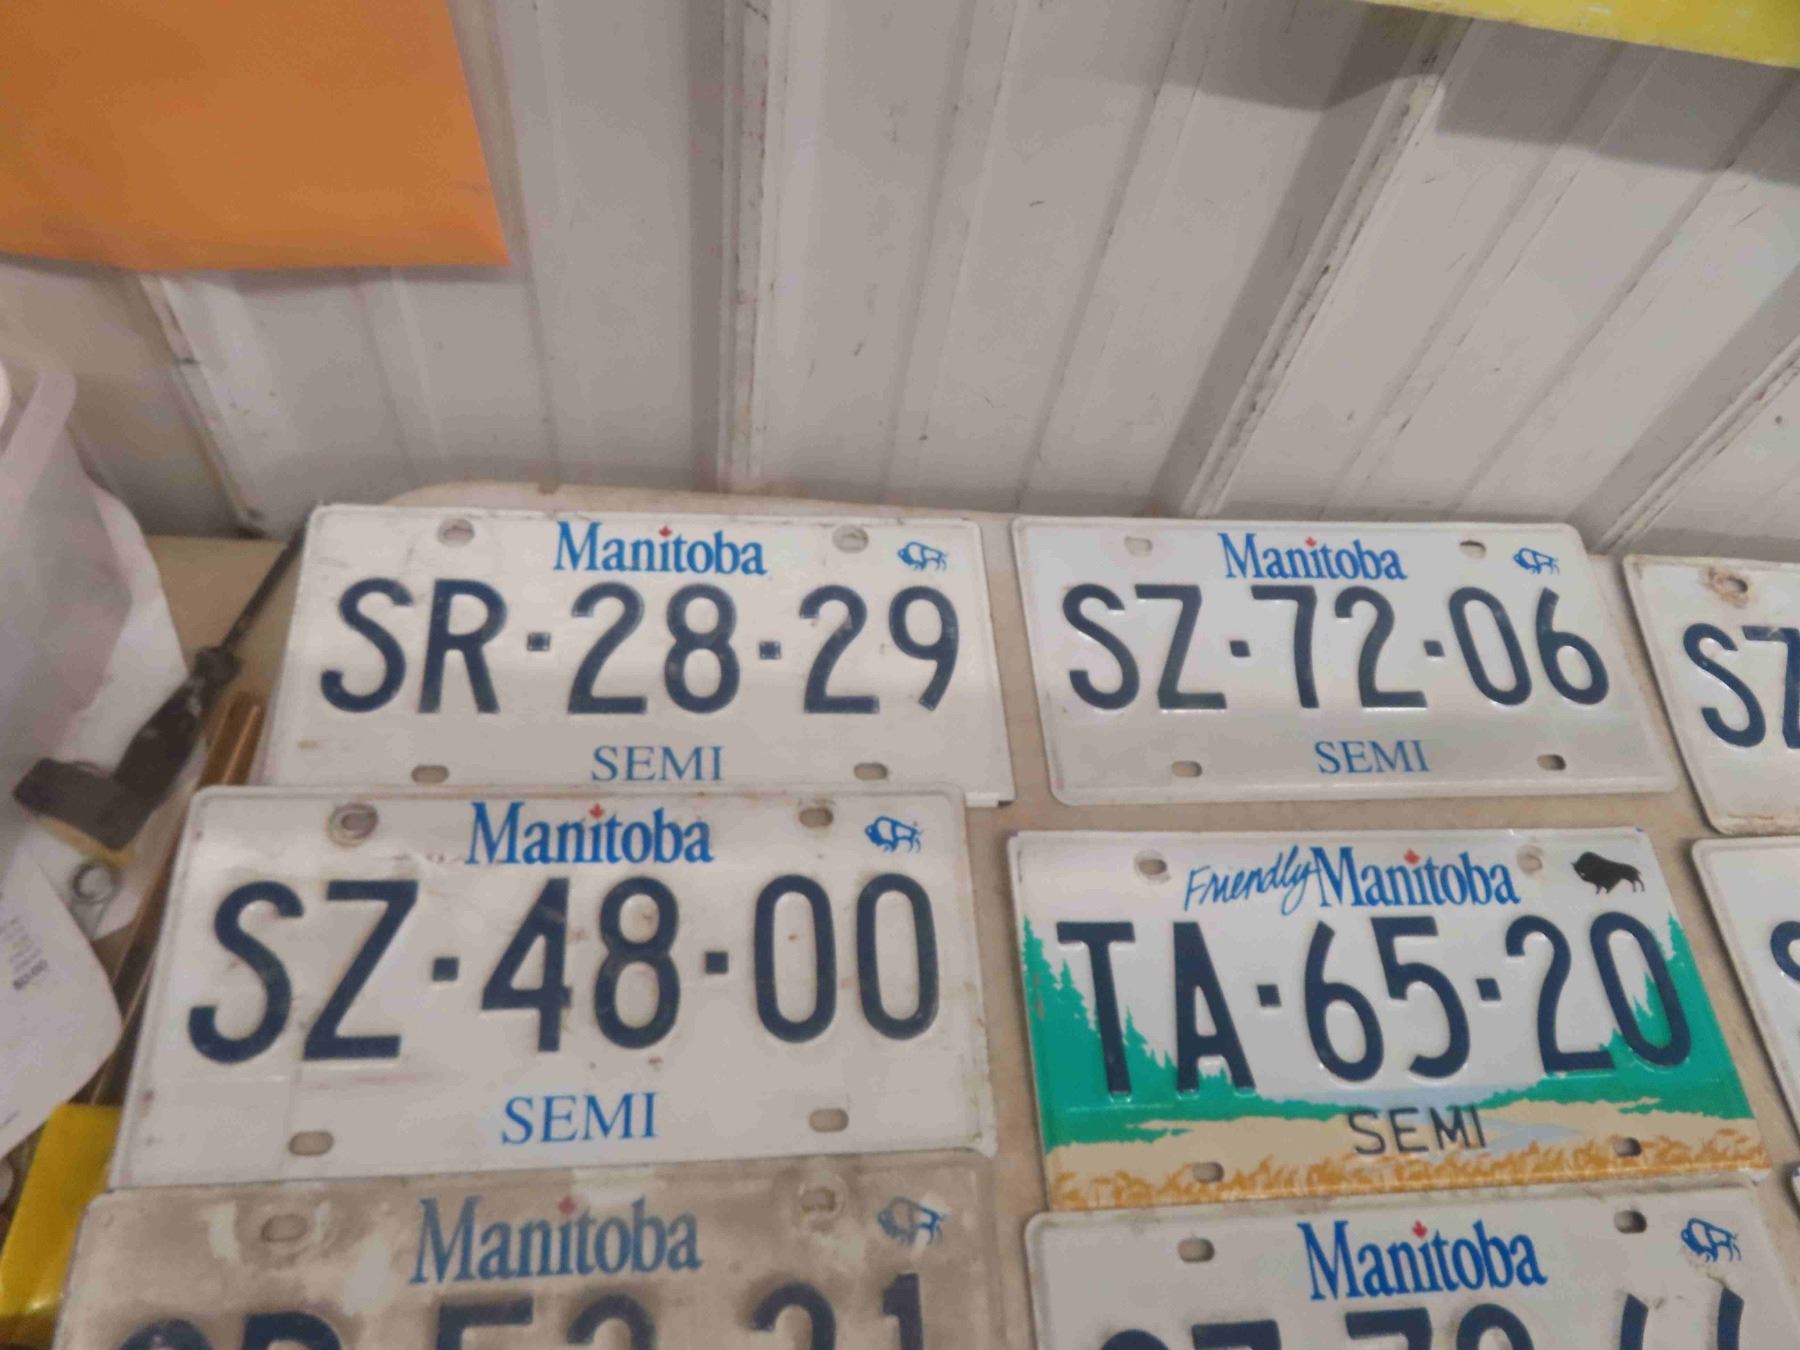 Manitoba
SR·28·29
SEMI
Manitoba
SZ·72·06
SEMI
SZ
Manitoba
SZ·48·00
SEMI
Friendly Manitoba
TA·65·20
SEMI
Manitoba
Manitoba